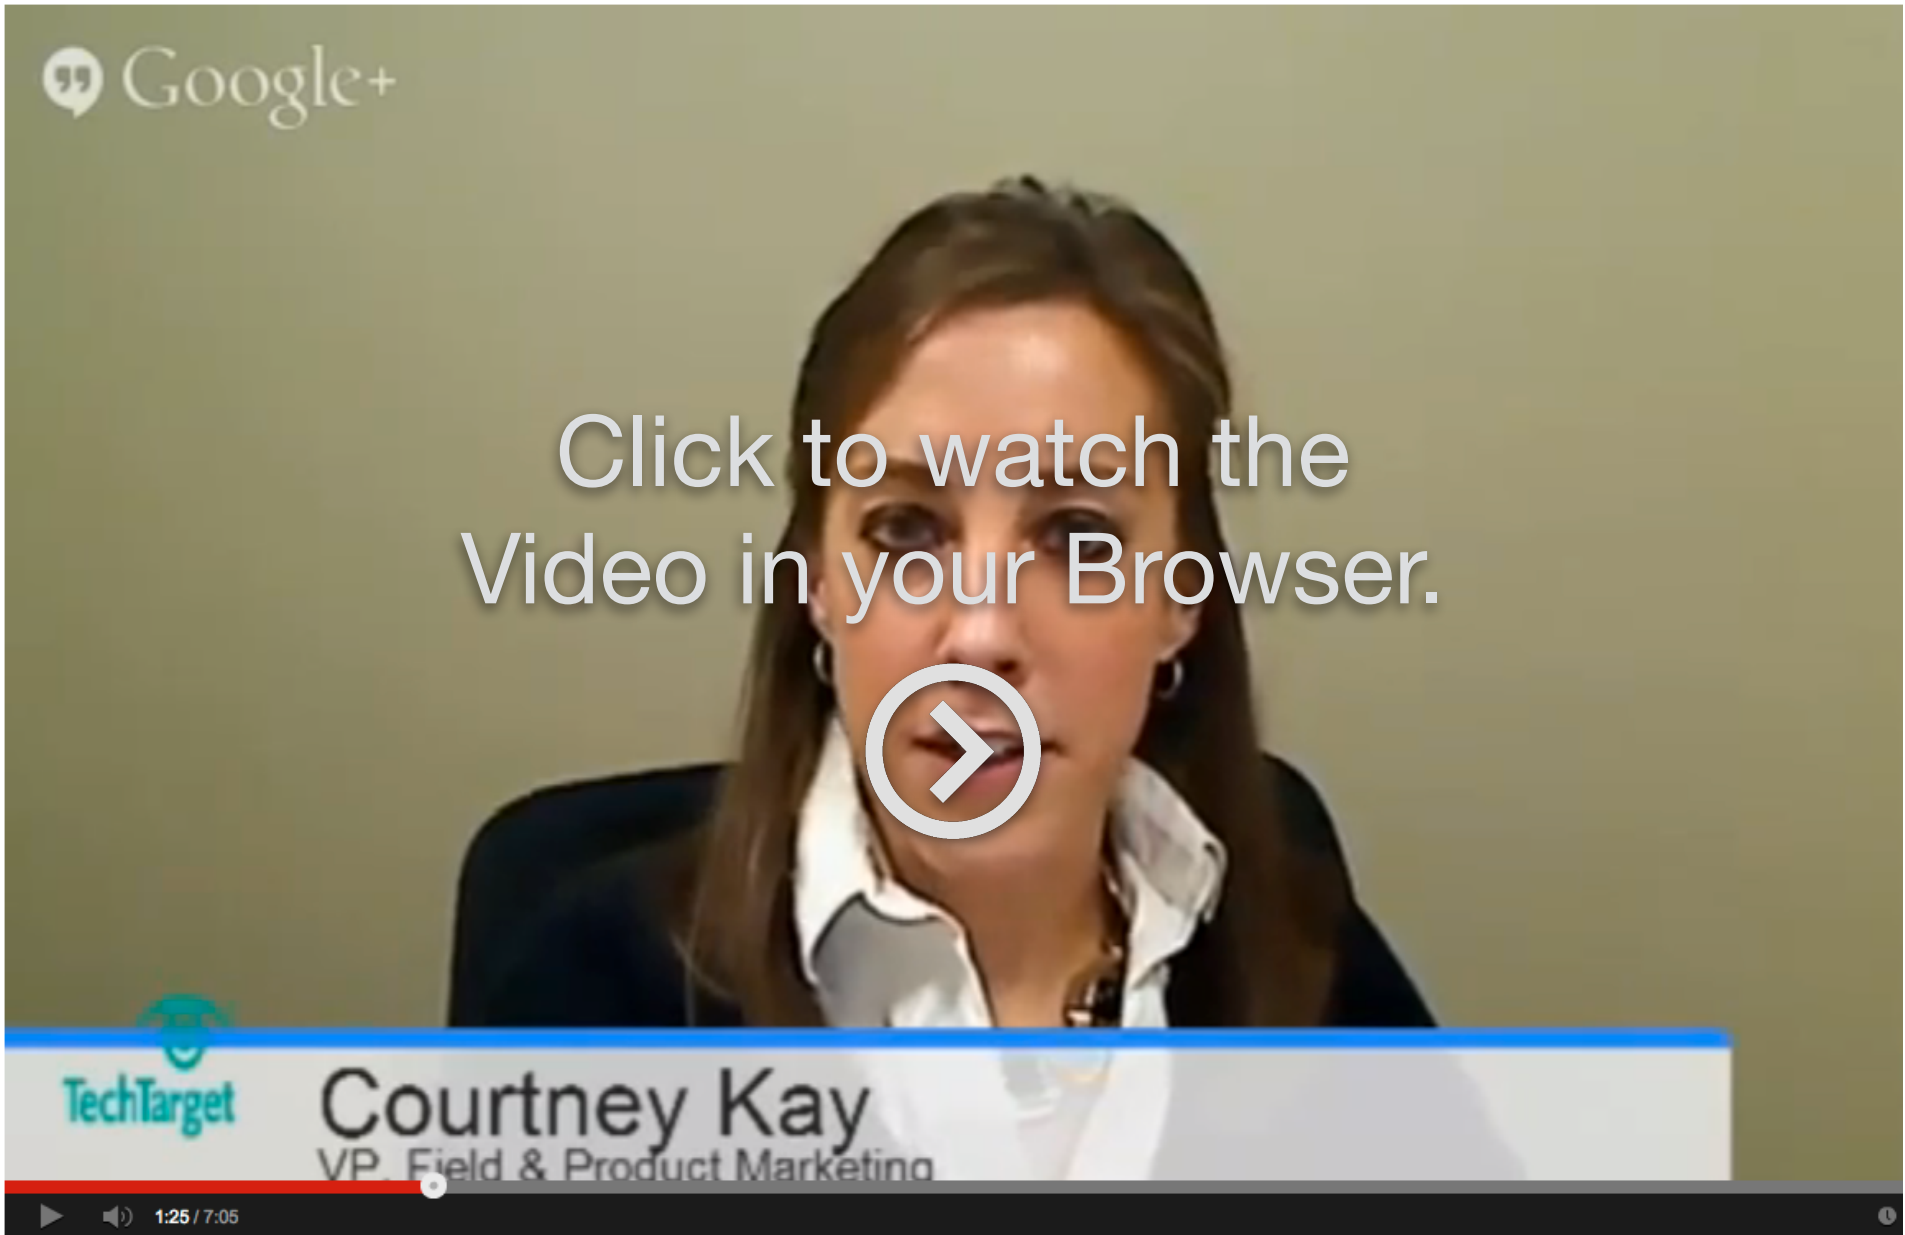 Google+
Click to watch the
Video in your Browser.
TechTarget
Courtney Kay
VP, Field & Product Marketing
1:25 / 7:05